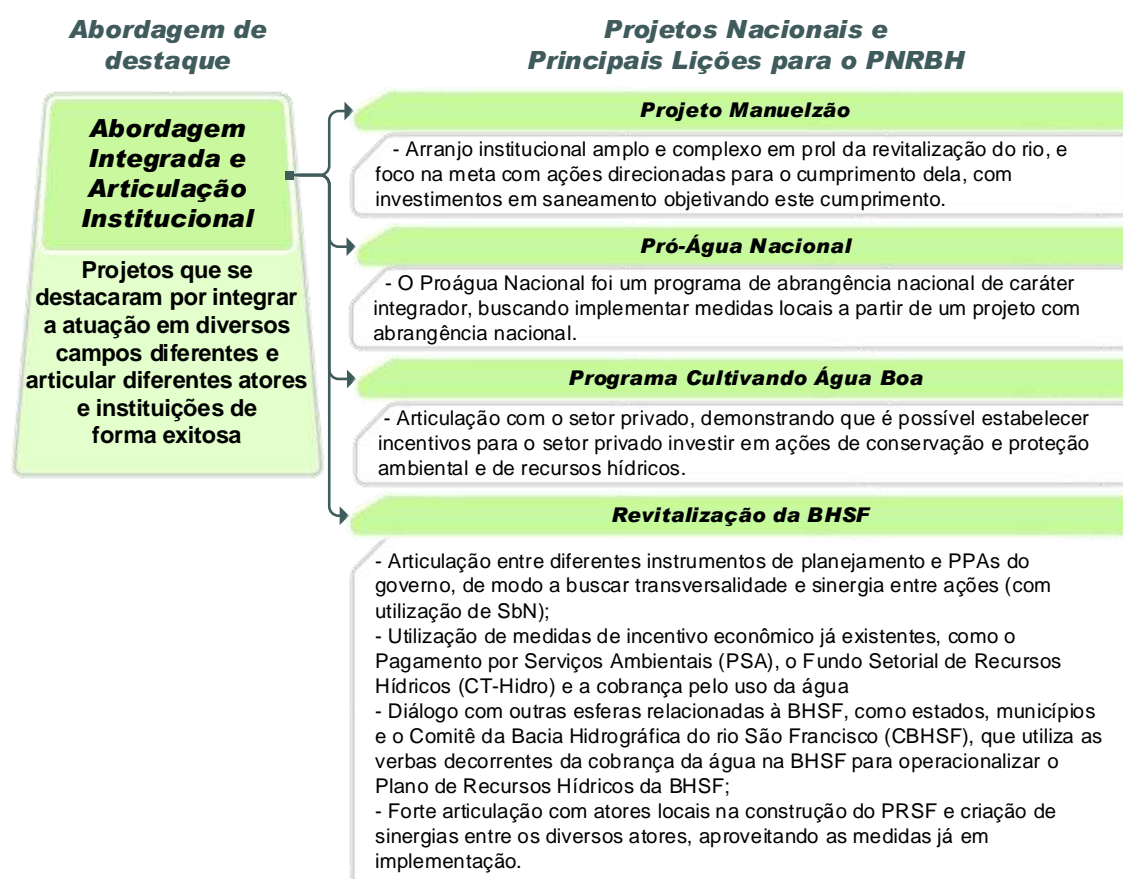 Abordagem de
destaque
Projetos Nacionais e
Principais Lições para o PNRBH
Abordagem
Integrada e
Articulação
Institucional
Projetos que se
destacaram por integrar
a atuação em diversos
campos diferentes e
articular diferentes atores
e instituições de
forma exitosa
Projeto Manuelzão
- Arranjo institucional amplo e complexo em prol da revitalização do rio, e
foco na meta com ações direcionadas para o cumprimento dela, com
investimentos em saneamento objetivando este cumprimento.
Pró-Água Nacional
- O Proágua Nacional foi um programa de abrangência nacional de caráter
integrador, buscando implementar medidas locais a partir de um projeto com
abrangência nacional.
Programa Cultivando Água Boa
- Articulação com o setor privado, demonstrando que é possível estabelecer
incentivos para o setor privado investir em ações de conservação e proteção
ambiental e de recursos hídricos.
Revitalização da BHSF
- Articulação entre diferentes instrumentos de planejamento e PPAs do
governo, de modo a buscar transversalidade e sinergia entre ações (com
utilização de SbN);
- Utilização de medidas de incentivo econômico já existentes, como o
Pagamento por Serviços Ambientais (PSA), o Fundo Setorial de Recursos
Hídricos (CT-Hidro) e a cobrança pelo uso da água
- Diálogo com outras esferas relacionadas à BHSF, como estados, municípios
e o Comitê da Bacia Hidrográfica do rio São Francisco (CBHSF), que utiliza as
verbas decorrentes da cobrança da água na BHSF para operacionalizar o
Plano de Recursos Hídricos da BHSF;
- Forte articulação com atores locais na construção do PRSF e criação de
sinergias entre os diversos atores, aproveitando as medidas já em
implementação.